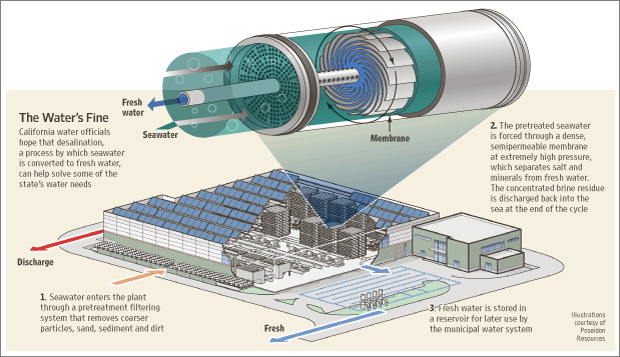 The Water's Fine
California water officials
hope that desalination,
a process by which seawater
is converted to fresh water,
can help solve some of the
state's water needs
Fresh
water
Seawater
Membrane
2. The pretreated seawater
is forced through a dense,
semipermeable membrane
at extremely high pressure,
which separates salt and
minerals from fresh water.
The concentrated brine residue
is discharged back into the
sea at the end of the cycle
Discharge
1. Seawater enters the plant
through a pretreatment filtering
system that removes coarser
particles, sand, sediment and dirt
Fresh
3. Fresh water is stored in
a reservoir for later use by
the municipal water system
Illustrations
courtesy of
Poseidon
Resources